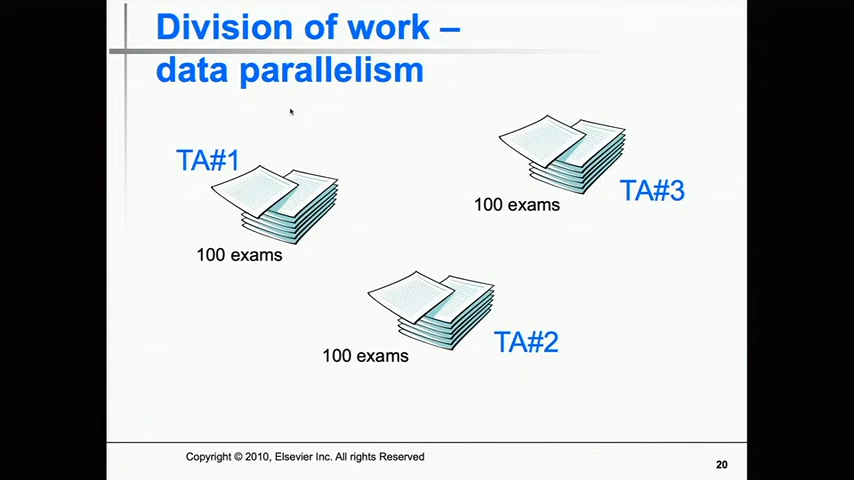 Division of work –
data parallelism
TA#1
100 exams
100 exams
TA#3
100 exams
TA#2
Copyright © 2010, Elsevier Inc. All rights Reserved
20